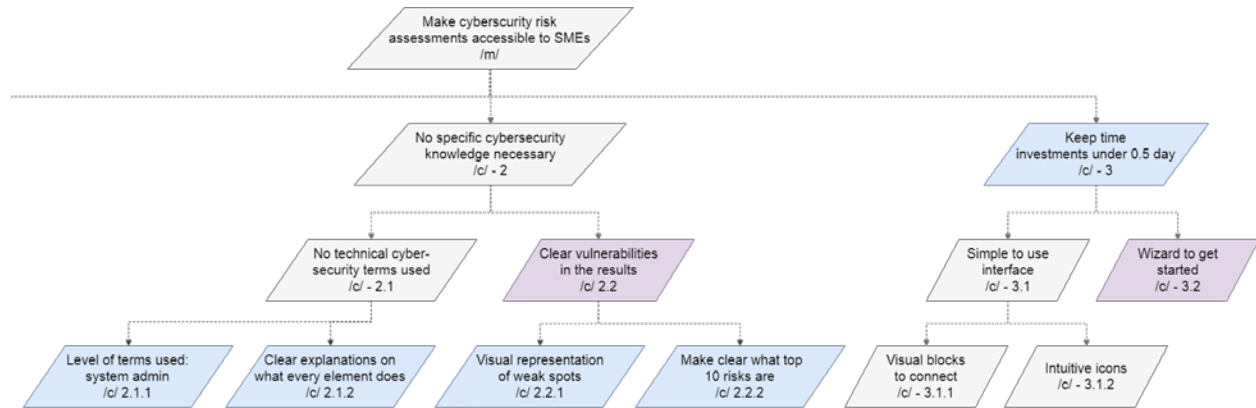 Make cyberscurity risk
assessments accessible to SMEs
/m/
No specific cybersecurity
knowledge necessary
/c/ - 2
Keep time
investments under 0.5 day
/c/ - 3
No technical cyber-
security terms used
/c/ - 2.1
Clear vulnerabilities
in the results
/c/ 2.2
Simple to use
interface
/c/ - 3.1
Wizard to get
started
/c/ - 3.2
Level of terms used:
system admin
/c/ 2.1.1
Clear explanations on
what every element does
/c/ 2.1.2
Visual representation
of weak spots
/c/ 2.2.1
Make clear what top
10 risks are
/c/ 2.2.2
Visual blocks
to connect
/c/ - 3.1.1
Intuitive icons
/c/ - 3.1.2